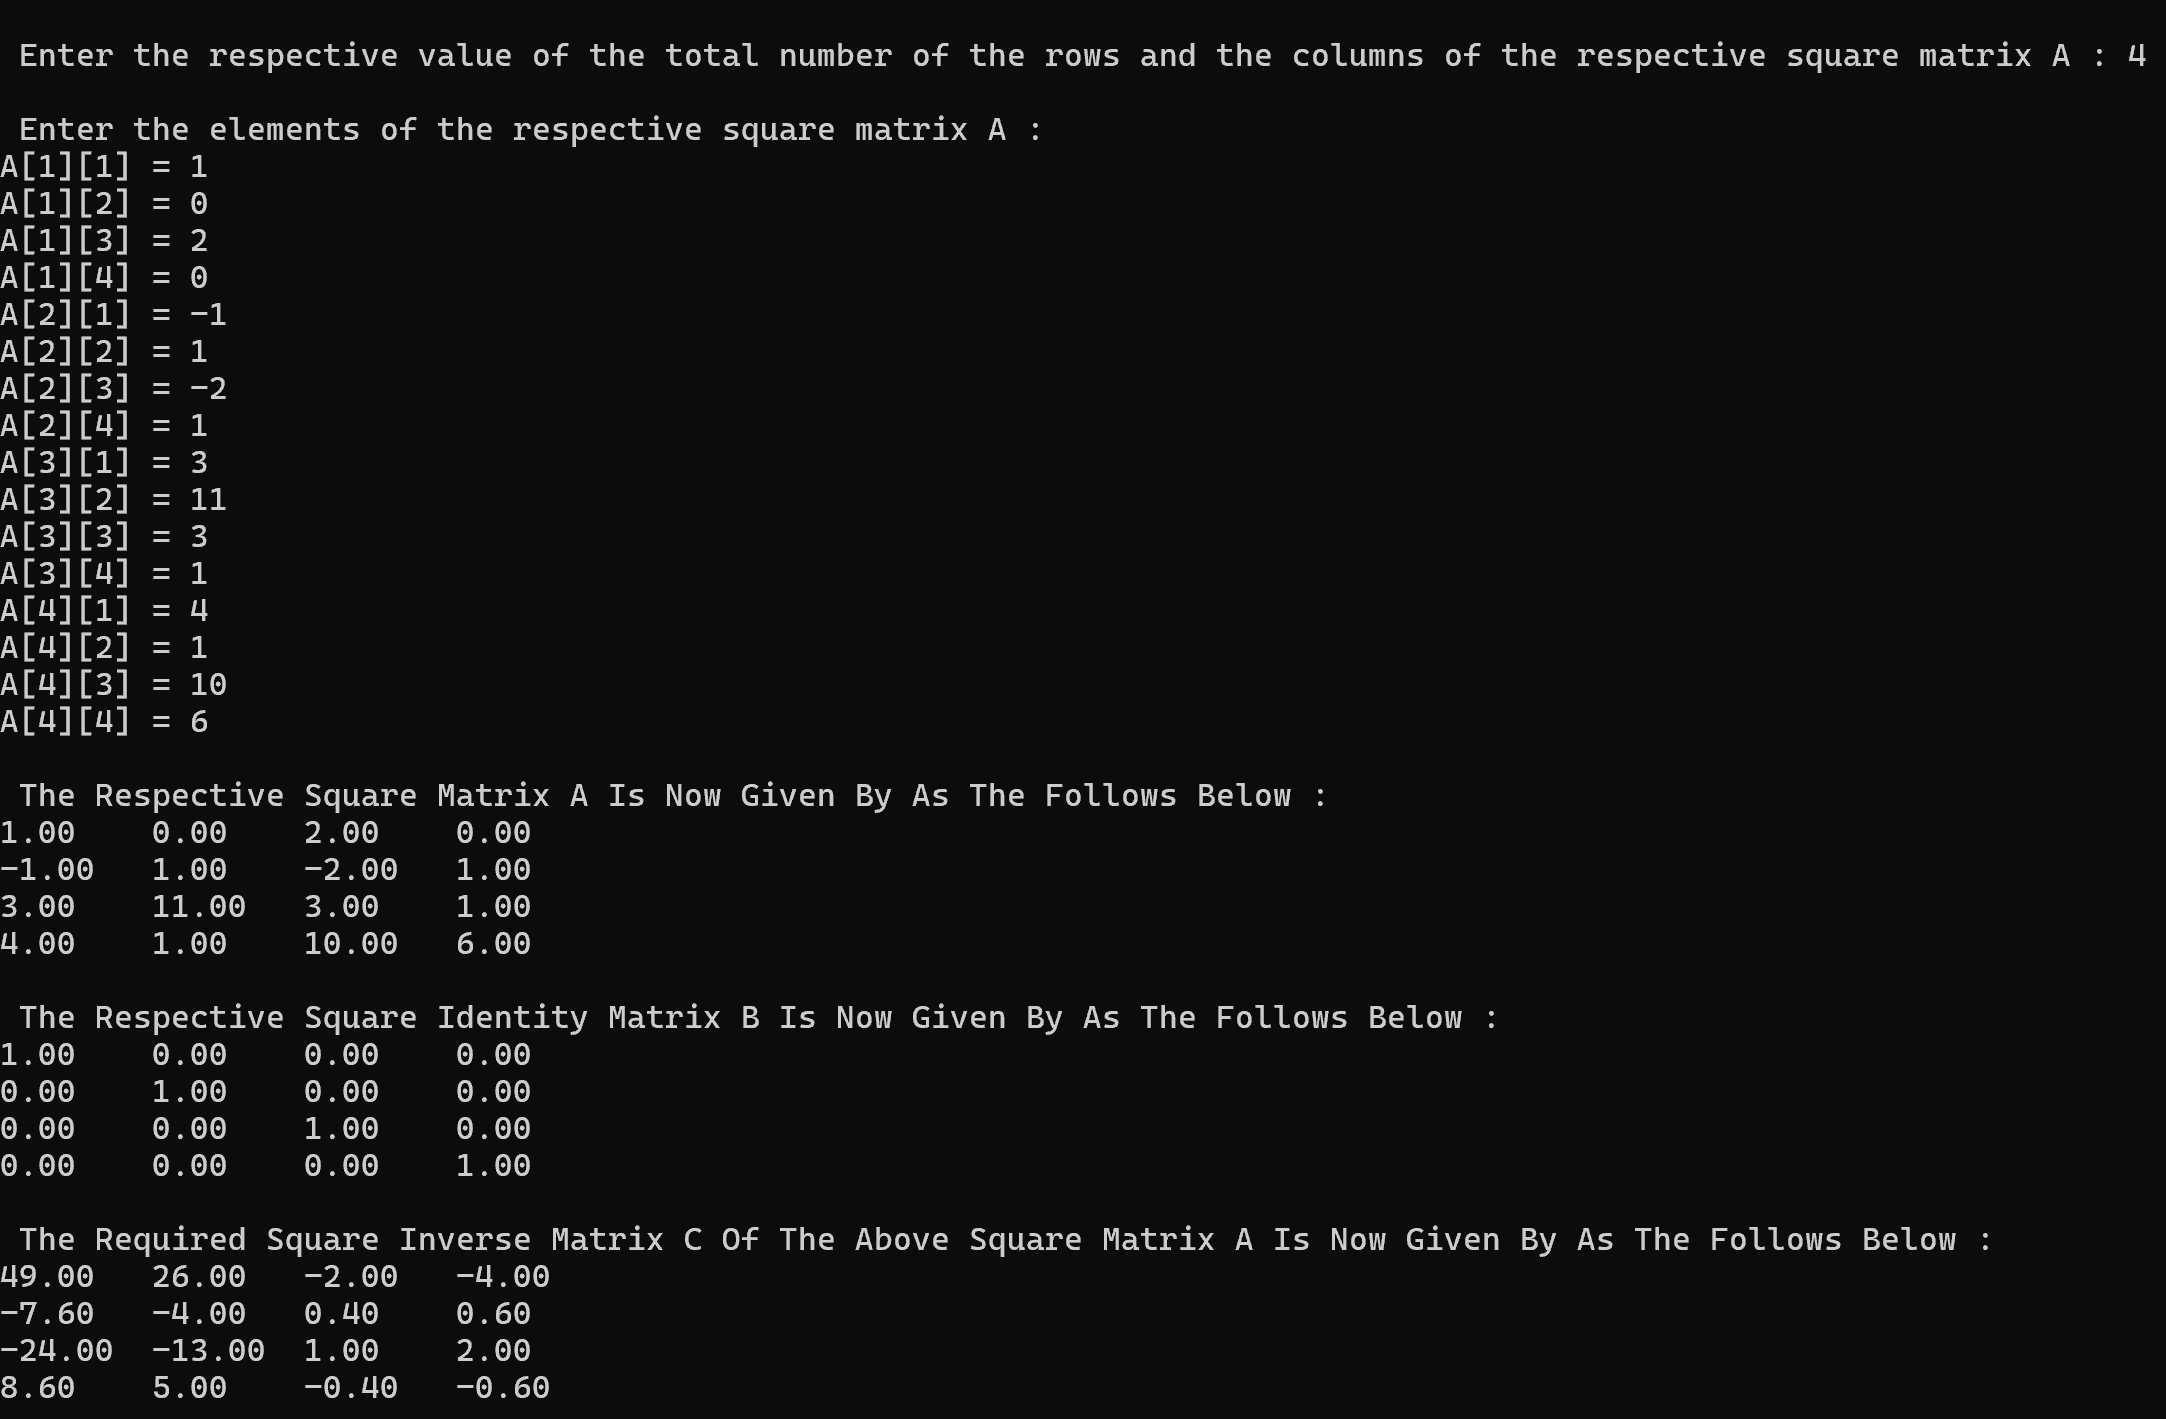 Enter the respective value of the total number of the rows and the columns of the respective square matrix A : 4
Enter the elements of the respective square matrix A :
A[1][1] = 1
A[1][2] = 0
A[1][3] = 2
A[1][4] = 0
A[2][1] = -1
A[2][2] = 1
A[2][3] = -2
A[2][4] = 1
A[3][1] = 3
A[3][2] = 11
A[3][3] = 3
A[3][4] = 1
A[4][1] = 4
A[4][2] = 1
A[4][3] = 10
A[4][4] = 6
The Respective Square Matrix A Is Now Given By As The Follows Below :
1.00 0.00 2.00 0.00
-1.00 1.00 -2.00 1.00
3.00 11.00 3.00 1.00
4.00 1.00 10.00 6.00
The Respective Square Identity Matrix B Is Now Given By As The Follows Below :
1.00 0.00 0.00 0.00
0.00 1.00 0.00 0.00
0.00 0.00 1.00 0.00
0.00 0.00 0.00 1.00
The Required Square Inverse Matrix C Of The Above Square Matrix A Is Now Given By As The Follows Below :
49.00 26.00 -2.00 -4.00
-7.60 -4.00 0.40 0.60
-24.00 -13.00 1.00 2.00
8.60 5.00 -0.40 -0.60